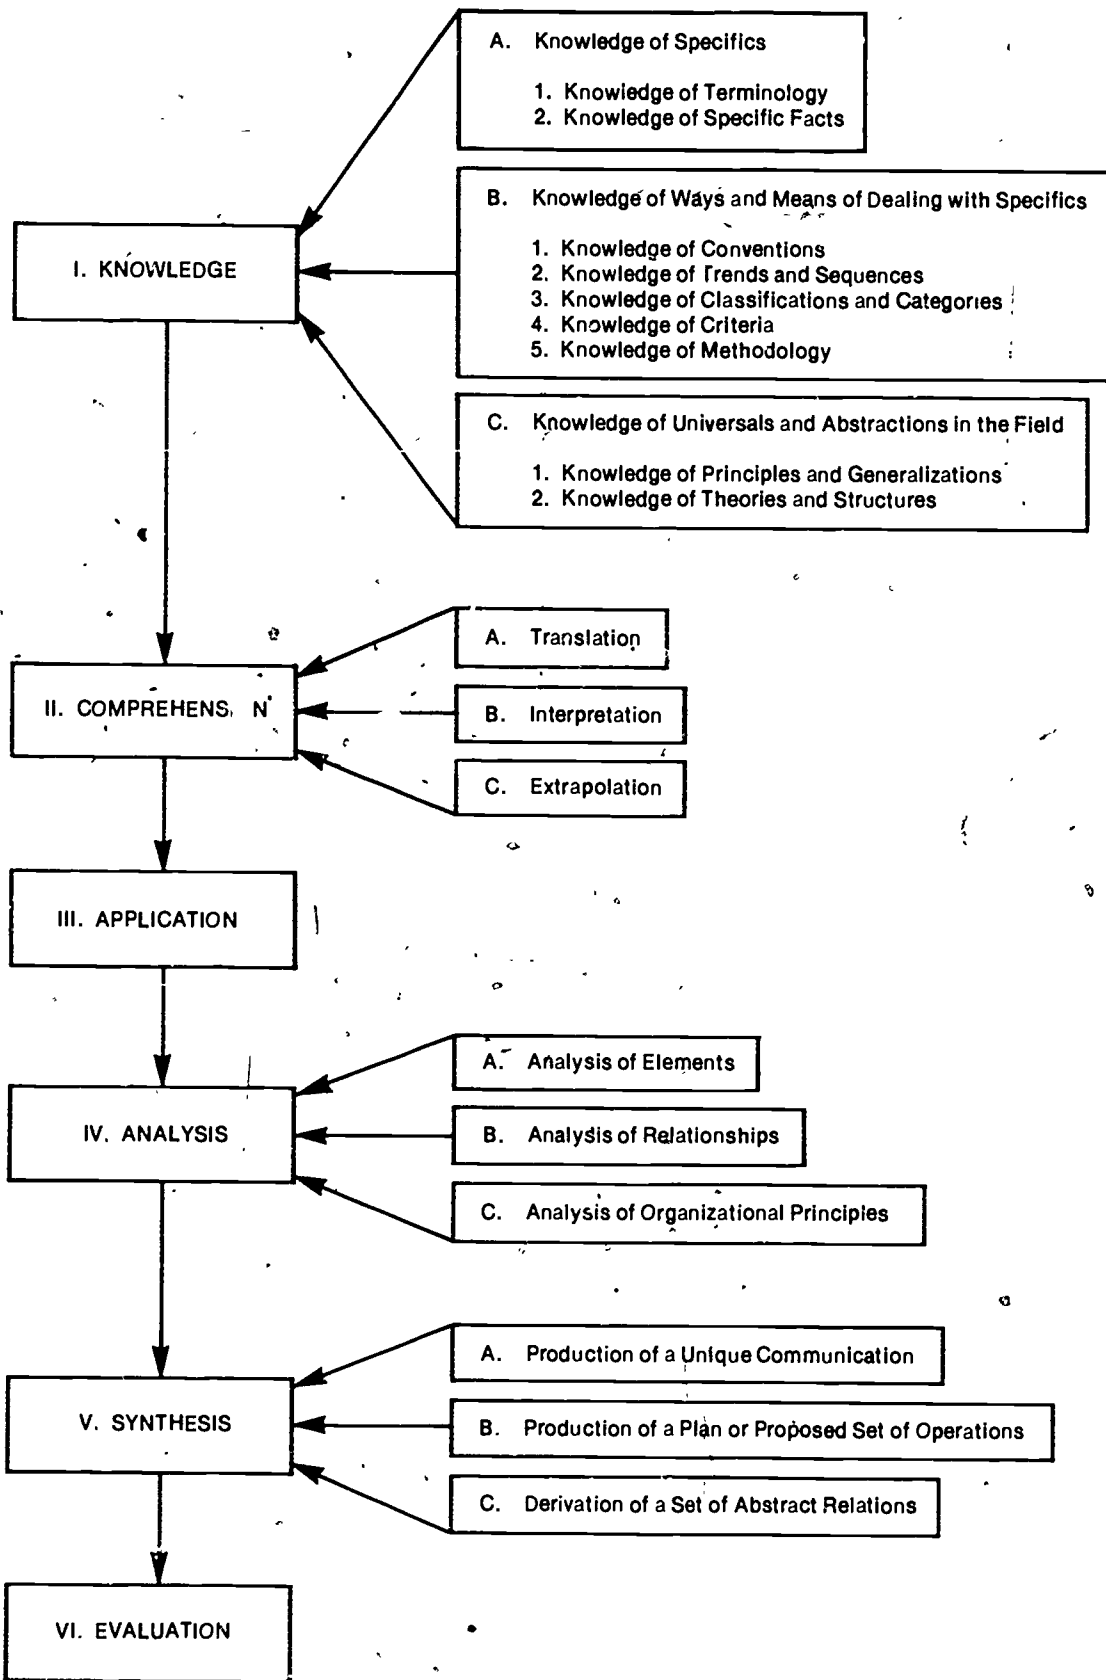 A. Knowledge of Specifics
1. Knowledge of Terminology
2. Knowledge of Specific Facts
B. Knowledge of Ways and Means of Dealing with Specifics
1. Knowledge of Conventions
2. Knowledge of Trends and Sequences
3. Knowledge of Classifications and Categories
4. Knowledge of Criteria
5. Knowledge of Methodology
I. KNOWLEDGE
C. Knowledge of Universals and Abstractions in the Field
1. Knowledge of Principles and Generalizations
2. Knowledge of Theories and Structures
A. Translation
II. COMPREHENS N
B. Interpretation
C. Extrapolation
III. APPLICATION
A. Analysis of Elements
IV. ANALYSIS
B. Analysis of Relationships
C. Analysis of Organizational Principles
A. Production of a Unique Communication
V. SYNTHESIS
B. Production of a Plan or Proposed Set of Operations
C. Derivation of a Set of Abstract Relations
VI. EVALUATION